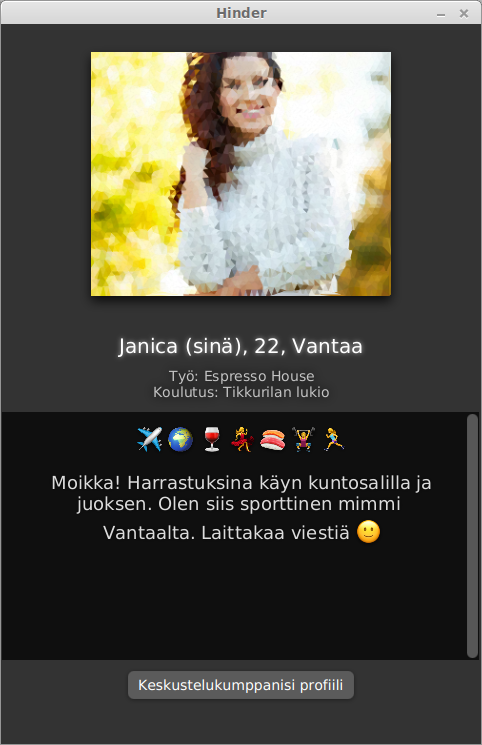 Hinder
Janica (sinä), 22, Vantaa
Työ: Espresso House
Koulutus: Tikkurilan lukio
✈️ 🌍 🍷 💃 🍣 🏋️‍♀️ 🏃‍♀️
Moikka! Harrastuksina käyn kuntosalilla ja
juoksen. Olen siis sporttinen mimmi
Vantaalta. Laittakaa viestiä 🙂
Keskustelukumppanisi profiili